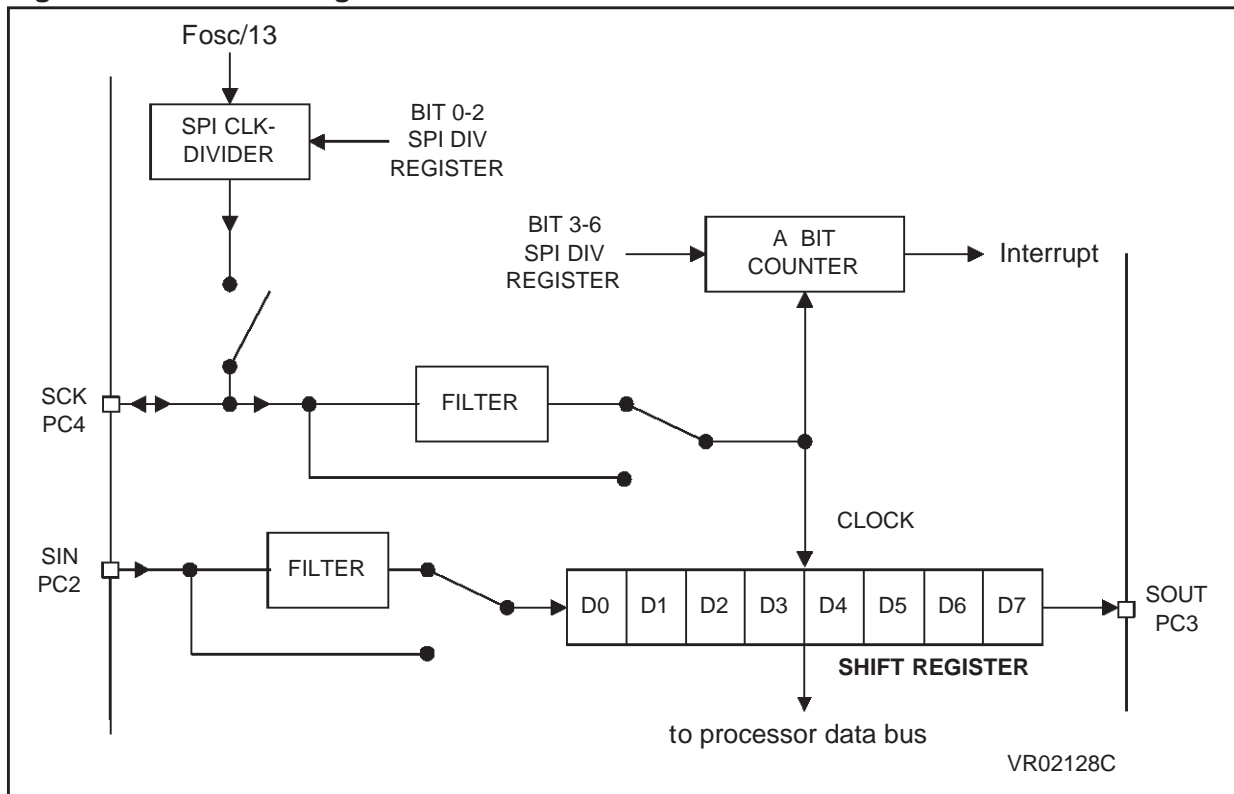 Fosc/13
SPI CLK-
DIVIDER
BIT 0-2
SPI DIV
REGISTER
BIT 3-6
SPI DIV
REGISTER
A BIT
COUNTER
Interrupt
SCK
PC4
FILTER
CLOCK
SIN
PC2
FILTER
D0 D1 D2 D3 D4 D5 D6 D7
SOUT
PC3
SHIFT REGISTER
to processor data bus
VR02128C